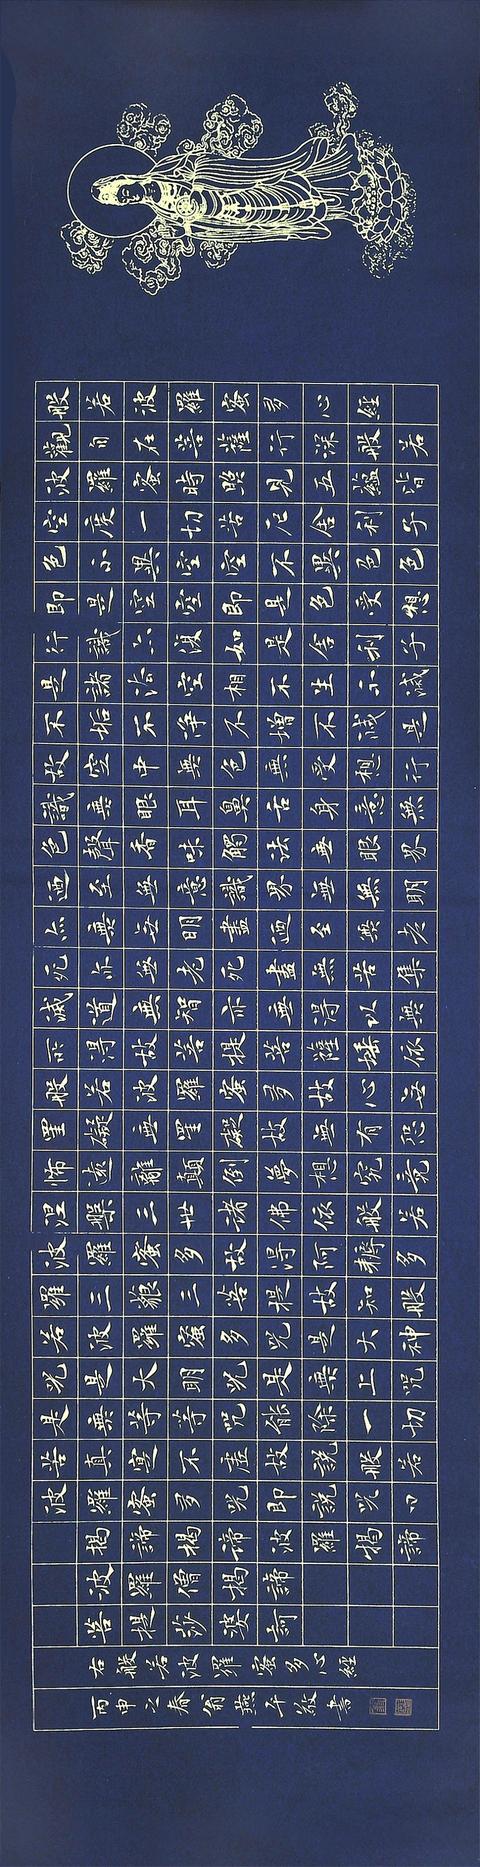 般若波羅蜜多心經
觀自在菩薩行深般若
波羅蜜時照見五蘊皆
空度一切苦厄舍利子
色不異空空不異色色
即是空空即是色受想
行識亦復如是舍利子
是諸法空相不生不滅
不垢不淨不增不減是
故空中無色無受想行
識無眼耳鼻舌身意無
色聲香味觸法無眼界
迺至無意識界無無明
亦無無明盡迺至無老
死亦無老死盡無苦集
滅道無智亦無得以無
所得故菩提菩薩埵依
般若波羅蜜多故心無
罣礙無罣礙故無有恐
怖遠離顛倒夢想究竟
涅槃三世諸佛依般若
波羅蜜多故得阿耨多
羅三藐三菩提故知般
若波羅蜜多咒是大神
咒是大明咒是無上咒
是無等等咒能除一切
苦真實不虛故說般若
波羅蜜多咒即說咒曰
揭諦揭諦波羅揭諦
波羅僧揭諦
菩提莎婆訶
右般若波羅蜜多心經
丙申之春翁燕平敬書